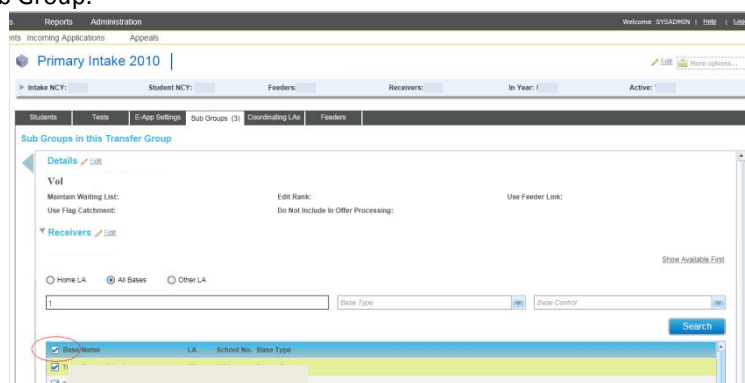 b Group.
Reports Administration Welcome SYSADMIN | Help |
Incoming Applications Appeals
Primary Intake 2010 Edit More options...
Intake NCY: Student NCY: Feeders: Receivers: In Year: Active:
Students Tests E-App Settings Sub Groups (3) Coordinating LAs Feeders
Sub Groups in this Transfer Group
Details Edit
Vol
Maintain Waiting List: Edit Rank: Use Feeder Link:
Use Flag Catchment: Do Not Include In Offer Processing:
Receivers Edit
Show Available First
Home LA All Bases Other LA
1 Base Type Base Control
Search
Base Name LA School No. Base Type